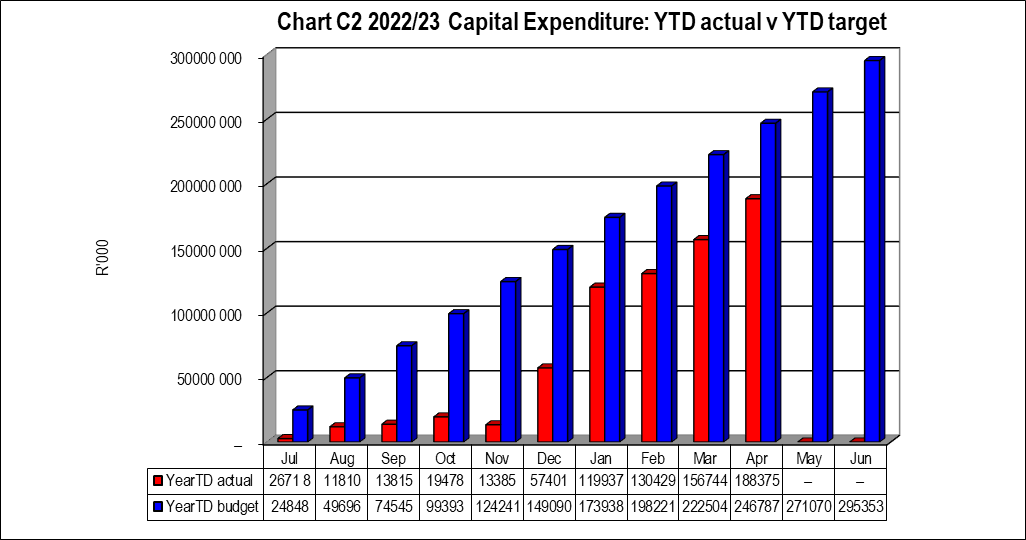 Chart C2 2022/23 Capital Expenditure: YTD actual v YTD target
300000 000
250000 000
200000 000
150000 000
100000 000
50000 000
–
R'000
Jul Aug Sep Oct Nov Dec Jan Feb Mar Apr May Jun
YearTD actual 2671 8 11810 13815 19478 13385 57401 119937 130429 156744 188375 – –
YearTD budget 24848 49696 74545 99393 124241 149090 173938 198221 222504 246787 271070 295353